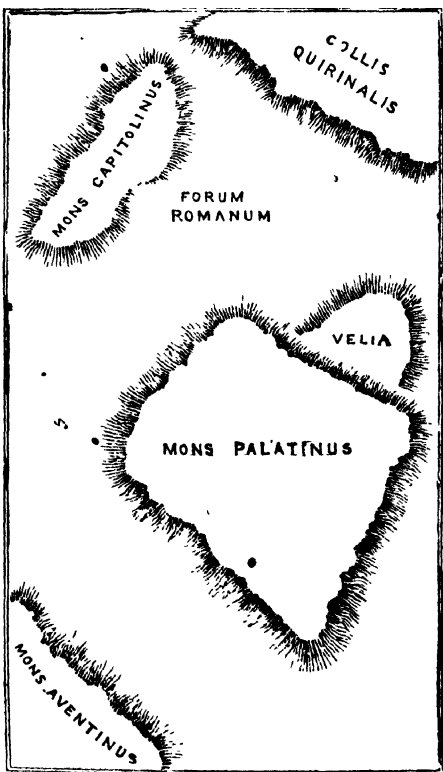 COLLIS
QUIRINALIS
MONS CAPITOLINUS
FORUM
ROMANUM
VELIA
MONS PALATINUS
MONS AVENTINUS